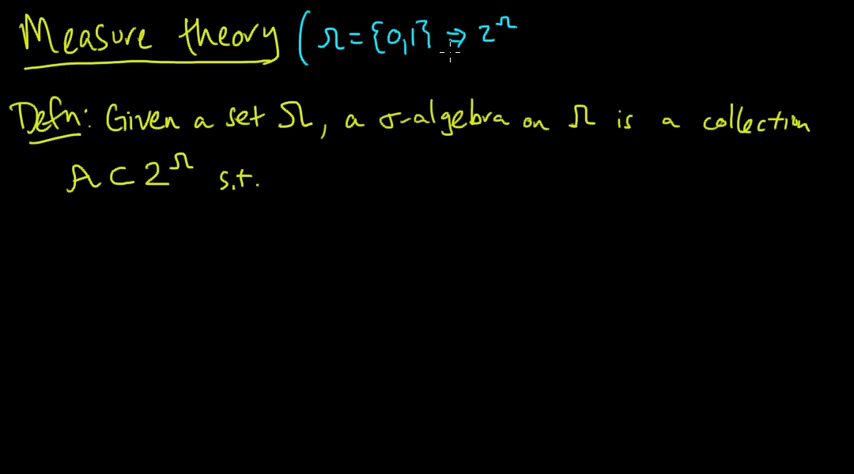 Measure theory (Ω = {0,1} ⇒ 2^Ω
Defn: Given a set Ω, a σ-algebra on Ω is a collection
A ⊂ 2^Ω s.t.